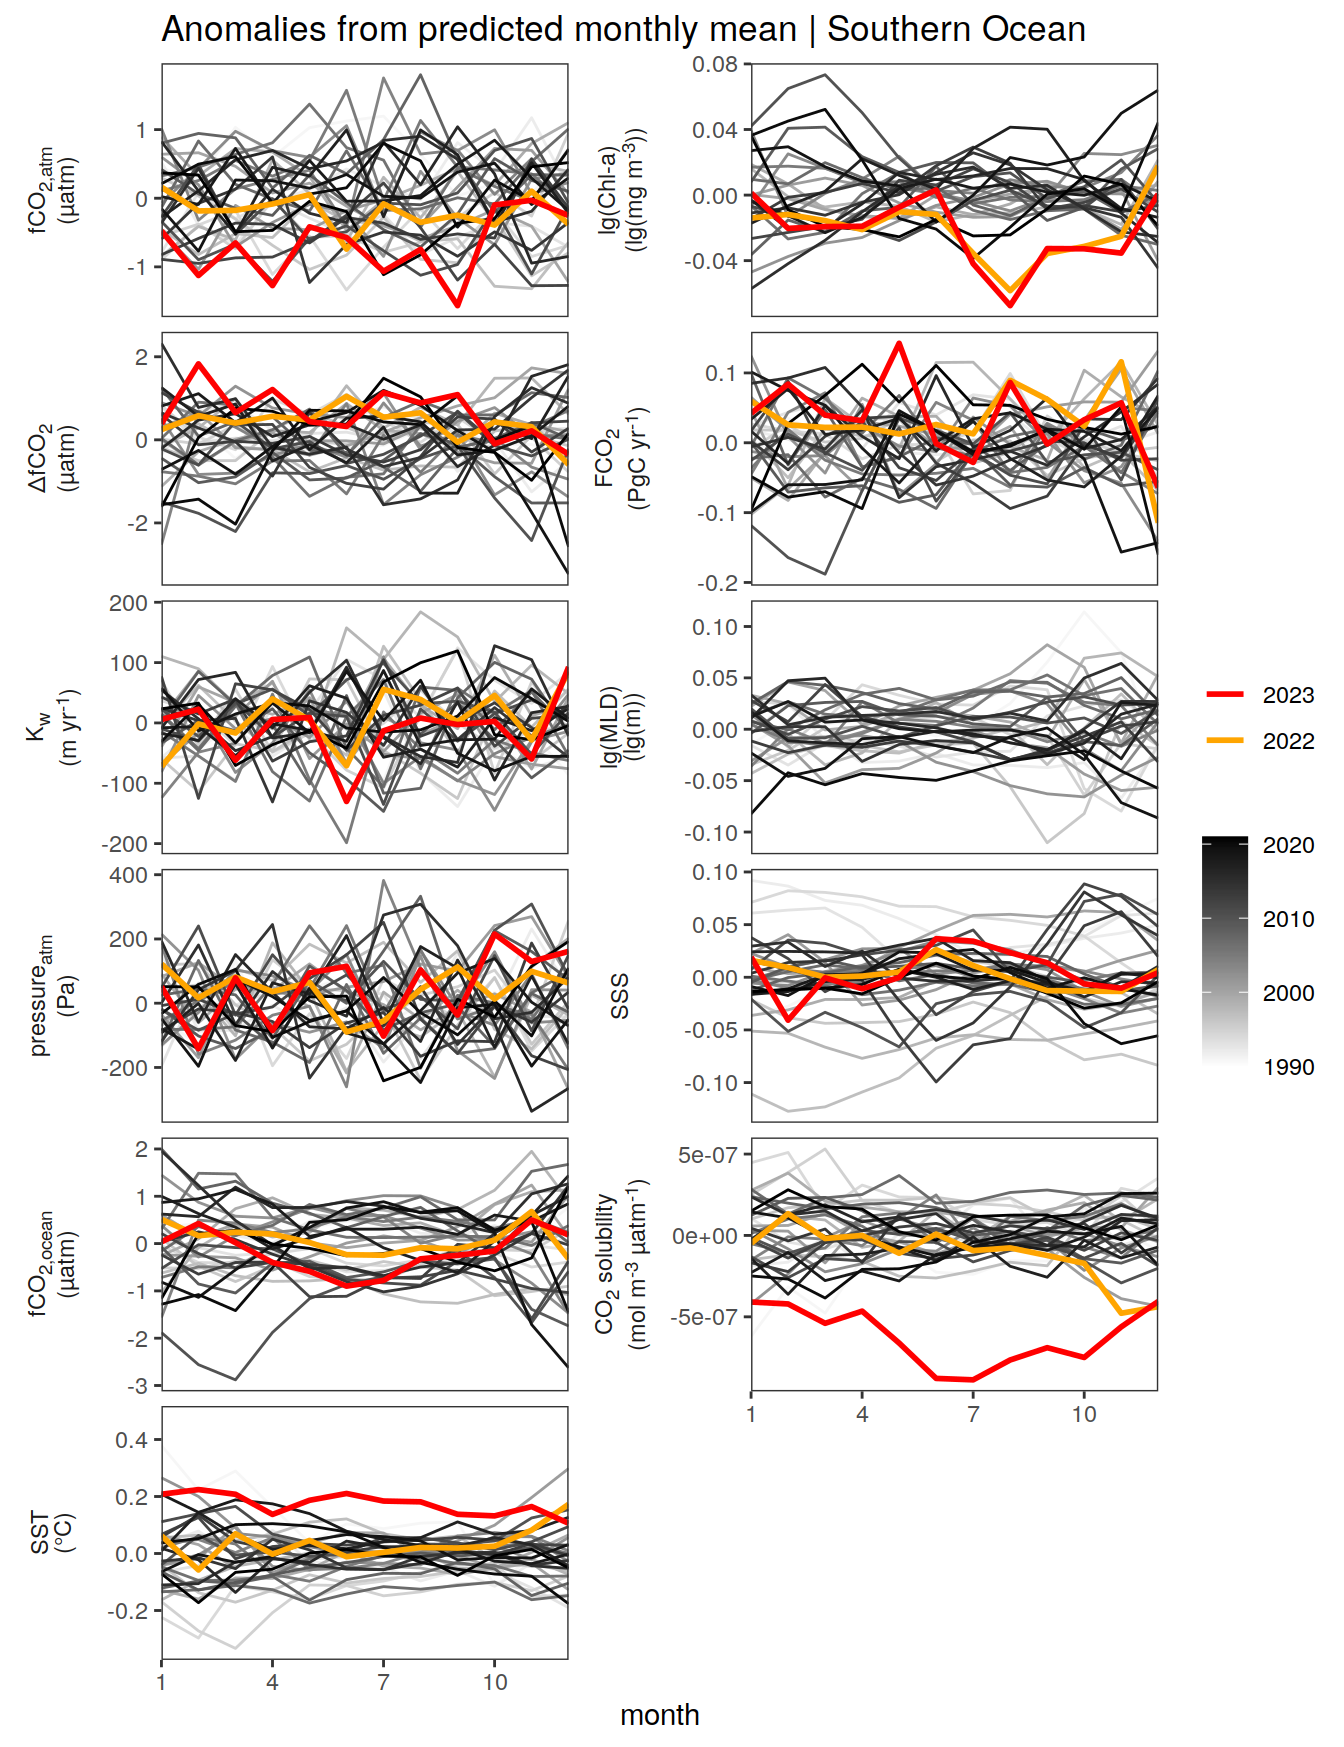 Anomalies from predicted monthly mean | Southern Ocean
fCO2,atm
(µatm)
1
0
-1
lg(Chl-a)
(lg(mg m-3))
0.08
0.04
0.00
-0.04
ΔfCO2
(µatm)
2
0
-2
FCO2
(PgC yr-1)
0.1
0.0
-0.1
-0.2
Kw
(m yr-1)
200
100
0
-100
-200
lg(MLD)
(lg(m))
0.10
0.05
0.00
-0.05
-0.10
pressureatm
(Pa)
400
200
0
-200
SSS
0.10
0.05
0.00
-0.05
-0.10
fCO2,ocean
(µatm)
2
1
0
-1
-2
-3
CO2 solubility
(mol m-3 µatm-1)
5e-07
0e+00
-5e-07
1 4 7 10
SST
(°C)
0.4
0.2
0.0
-0.2
1 4 7 10
month
2023
2022
2020
2010
2000
1990